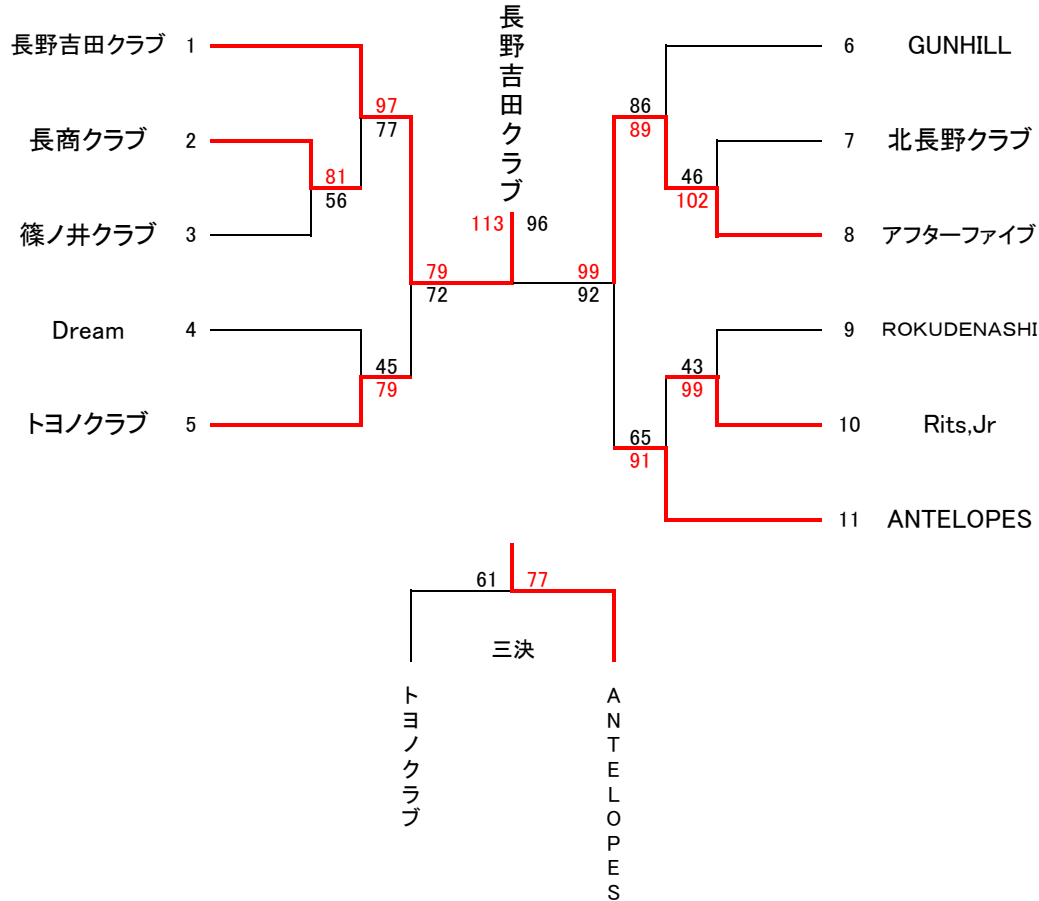 長野吉田クラブ
長野吉田クラブ 1
6 GUNHILL
97
77
86
89
長商クラブ 2
7 北長野クラブ
81
56
46
102
篠ノ井クラブ 3
113 96
8 アフターファイブ
79
72
99
92
Dream 4
9 ROKUDENASHI
45
79
43
99
トヨノクラブ 5
10 Rits,Jr
65
91
11 ANTELOPES
61 77
三決
トヨノクラブ
ANTELOPES